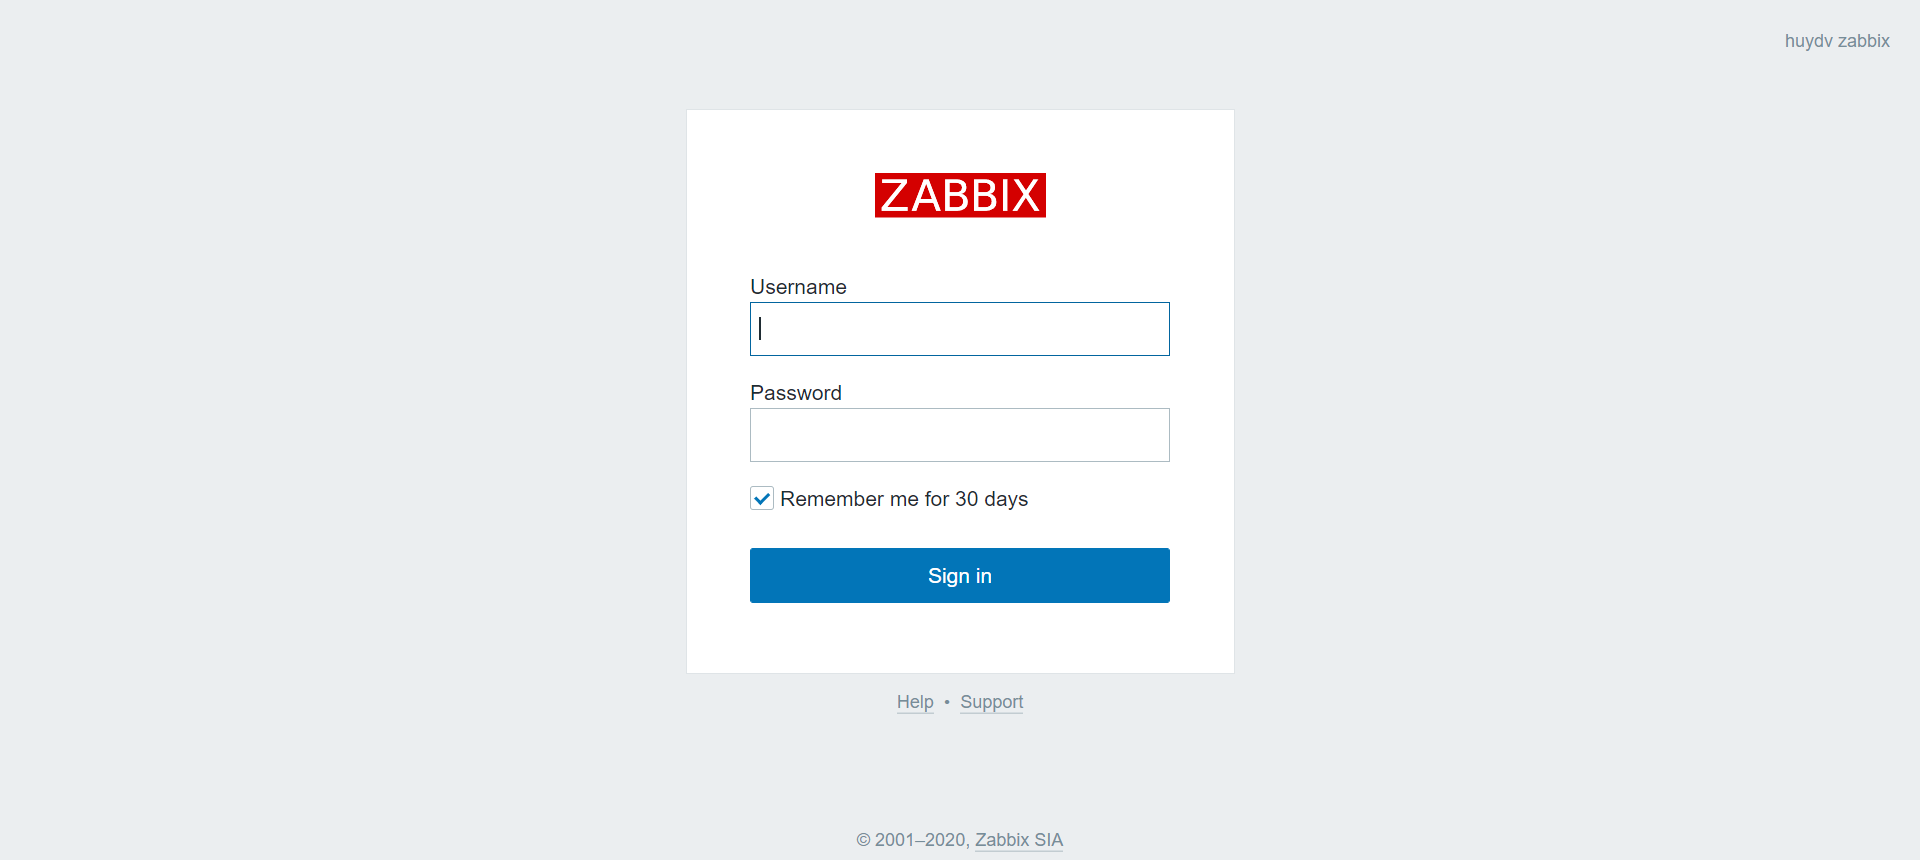 huydv zabbix
ZABBIX
Username
Password
Remember me for 30 days
Sign in
Help • Support
© 2001–2020, Zabbix SIA